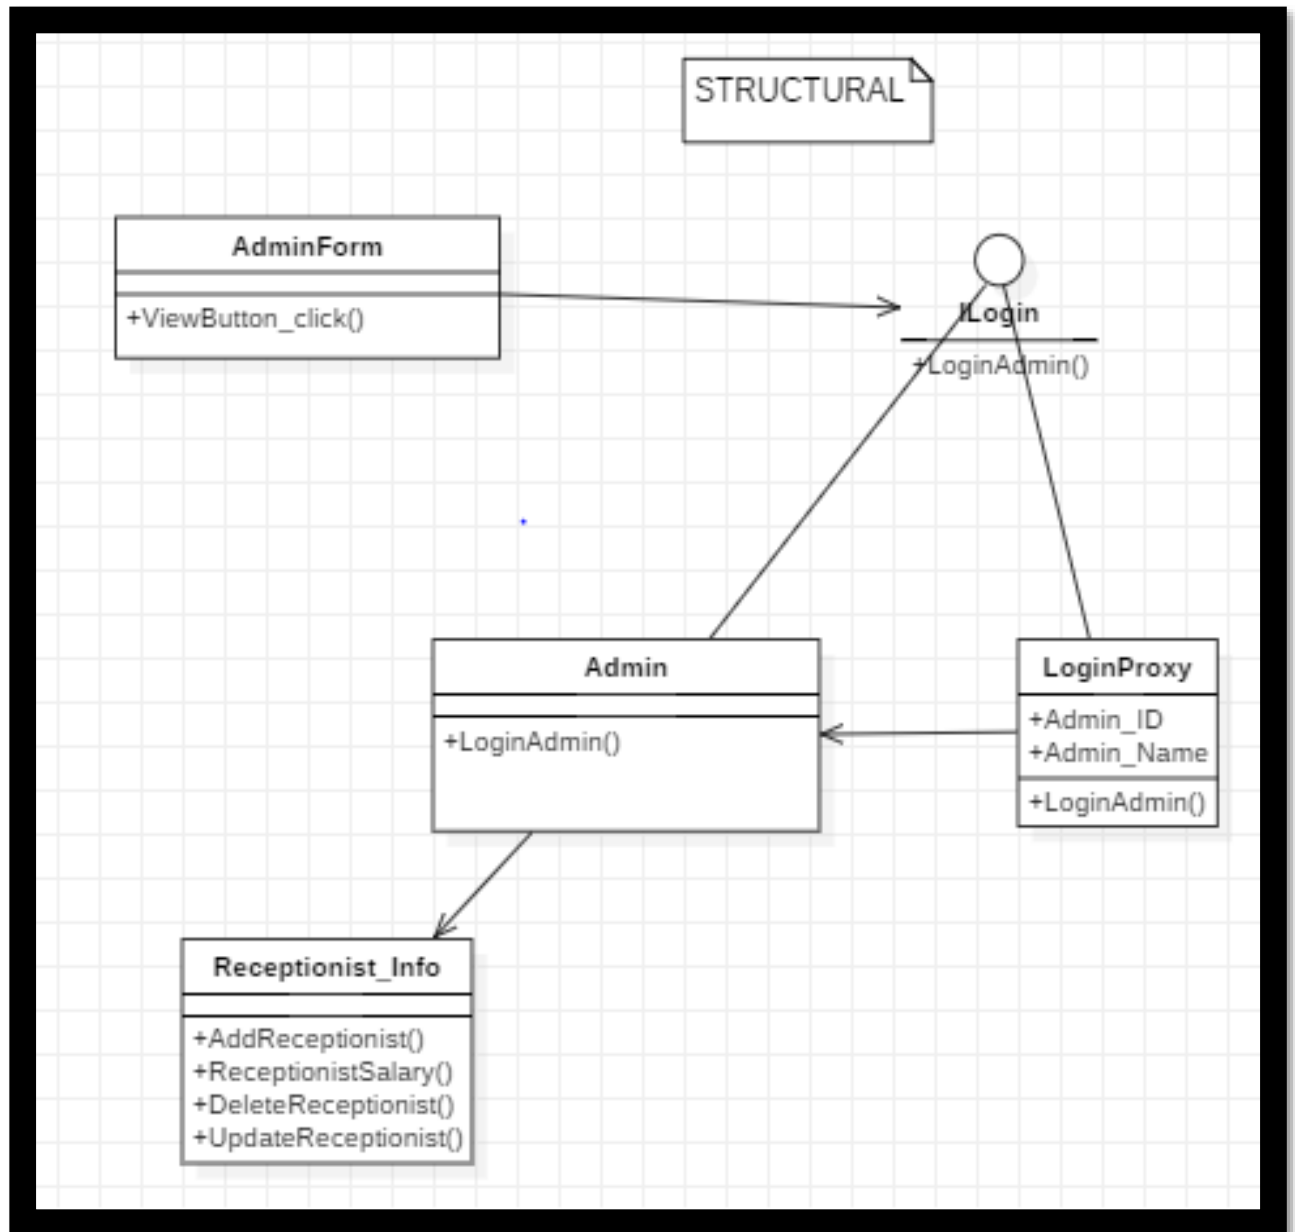 STRUCTURAL
AdminForm
+ViewButton_click()
ILogin
+LoginAdmin()
Admin
+LoginAdmin()
LoginProxy
+Admin_ID
+Admin_Name
+LoginAdmin()
Receptionist_Info
+AddReceptionist()
+ReceptionistSalary()
+DeleteReceptionist()
+UpdateReceptionist()